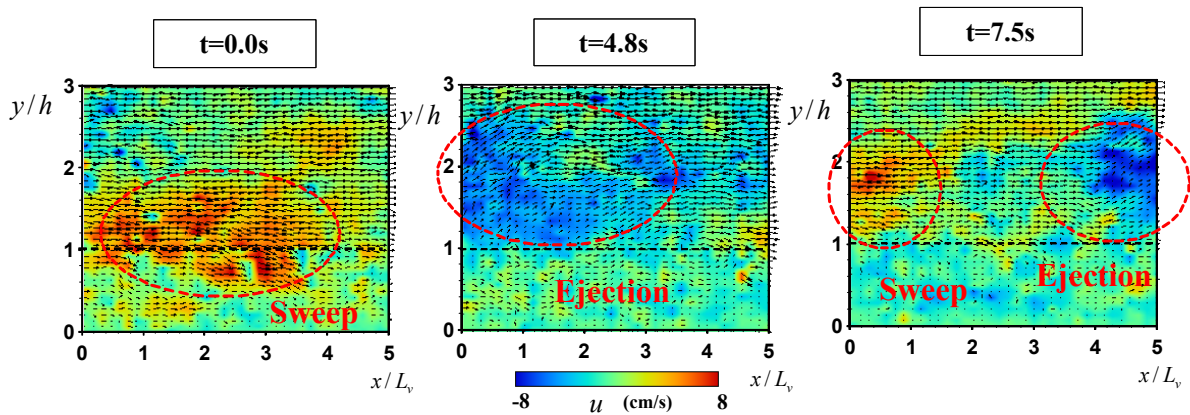 t=0.0s
t=4.8s
t=7.5s
y/h
3
2
1
0
0 1 2 3 4 5
x/L_v
Sweep
y/h
3
2
1
0
0 1 2 3 4 5
x/L_v
Ejection
y/h
3
2
1
0
0 1 2 3 4 5
x/L_v
Sweep
Ejection
-8 u (cm/s) 8